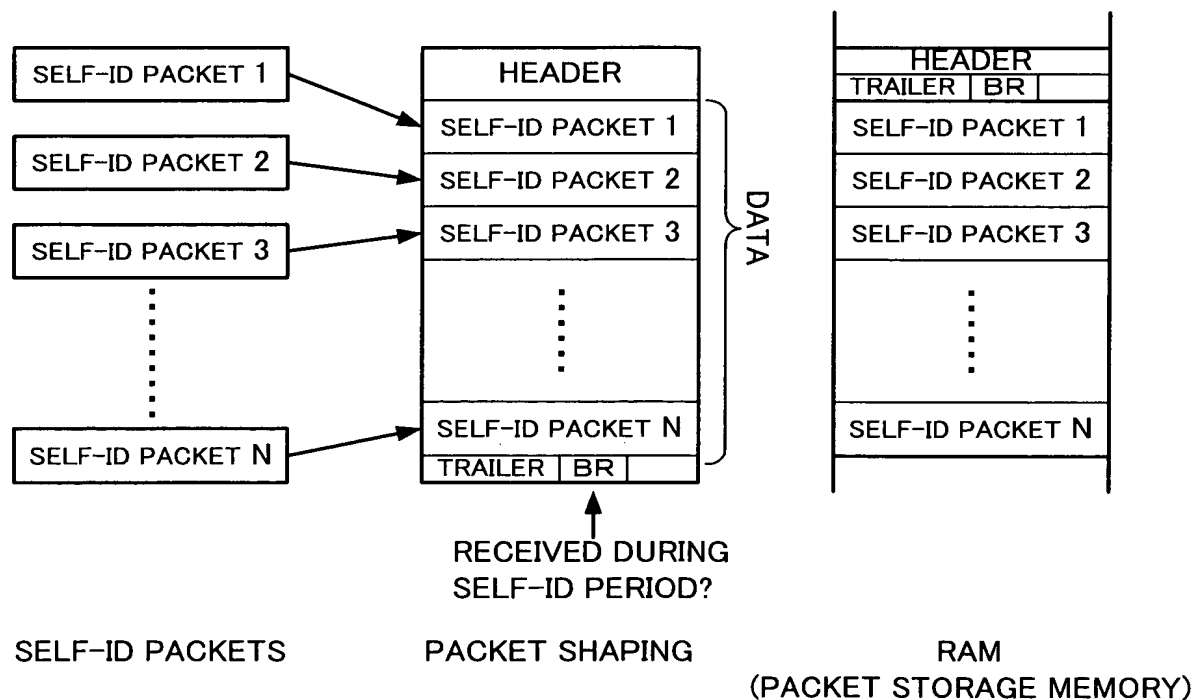 SELF-ID PACKET 1
SELF-ID PACKET 2
SELF-ID PACKET 3
SELF-ID PACKET N
SELF-ID PACKETS
HEADER
SELF-ID PACKET 1
SELF-ID PACKET 2
SELF-ID PACKET 3
SELF-ID PACKET N
TRAILER BR
DATA
RECEIVED DURING
SELF-ID PERIOD?
PACKET SHAPING
HEADER
TRAILER BR
SELF-ID PACKET 1
SELF-ID PACKET 2
SELF-ID PACKET 3
SELF-ID PACKET N
RAM
(PACKET STORAGE MEMORY)